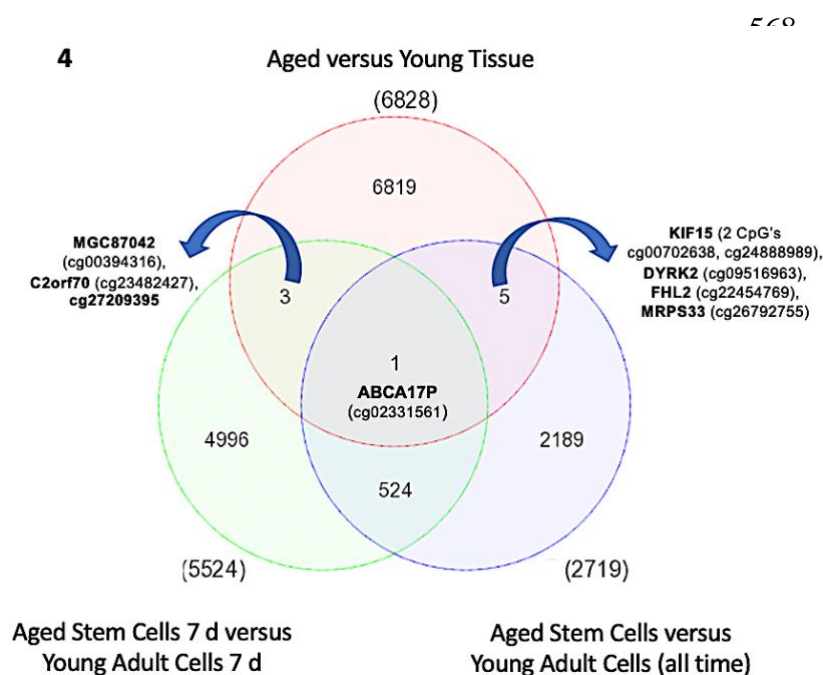 4
Aged versus Young Tissue
(6828)
6819
MGC87042
(cg00394316),
C2orf70 (cg23482427),
cg27209395
KIF15 (2 CpG's
cg00702638, cg24888989),
DYRK2 (cg09516963),
FHL2 (cg22454769),
MRPS33 (cg26792755)
3
5
1
ABCA17P
(cg02331561)
4996
2189
524
(5524)
(2719)
Aged Stem Cells 7 d versus
Young Adult Cells 7 d
Aged Stem Cells versus
Young Adult Cells (all time)